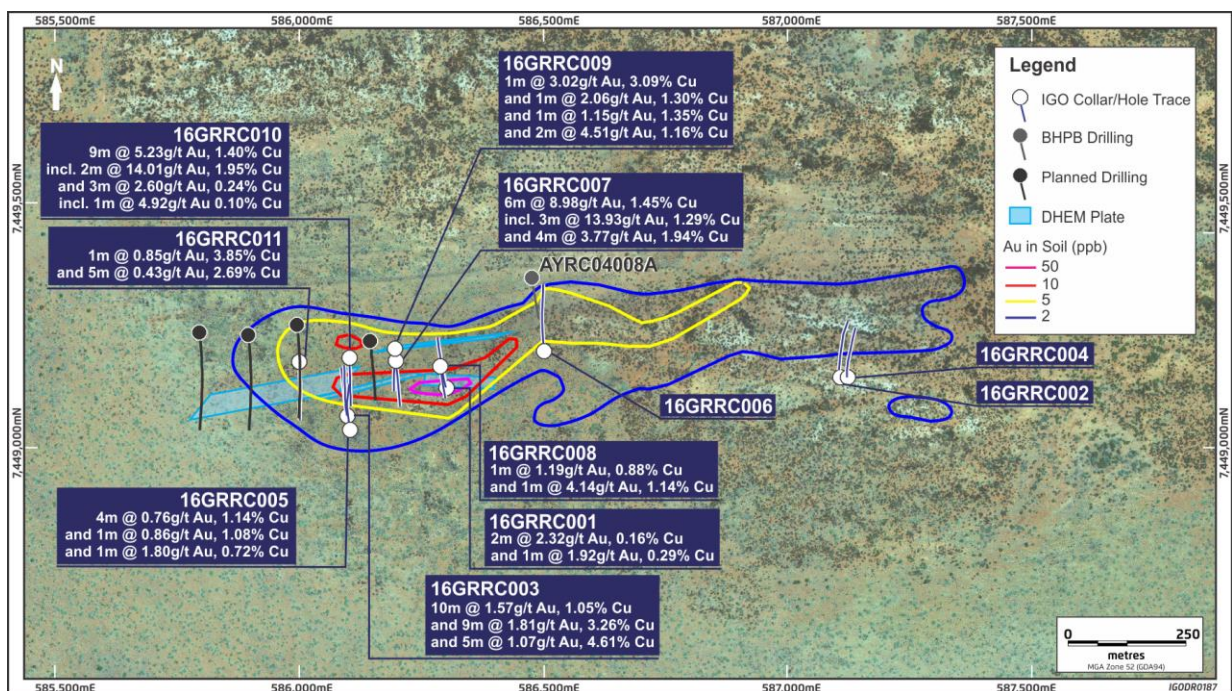 585,500mE
586,000mE
586,500mE
587,000mE
587,500mE
N
7,449,500mN
7,449,000mN
16GRRC009
1m @ 3.02g/t Au, 3.09% Cu
and 1m @ 2.06g/t Au, 1.30% Cu
and 1m @ 1.15g/t Au, 1.35% Cu
and 2m @ 4.51g/t Au, 1.16% Cu
16GRRC010
9m @ 5.23g/t Au, 1.40% Cu
incl. 2m @ 14.01g/t Au, 1.95% Cu
and 3m @ 2.60g/t Au, 0.24% Cu
incl. 1m @ 4.92g/t Au 0.10% Cu
16GRRC007
6m @ 8.98g/t Au, 1.45% Cu
incl. 3m @ 13.93g/t Au, 1.29% Cu
and 4m @ 3.77g/t Au, 1.94% Cu
16GRRC011
1m @ 0.85g/t Au, 3.85% Cu
and 5m @ 0.43g/t Au, 2.69% Cu
AYRC04008A
Legend
IGO Collar/Hole Trace
BHPB Drilling
Planned Drilling
DHEM Plate
Au in Soil (ppb)
50
10
5
2
7,449,500mN
7,449,000mN
16GRRC004
16GRRC002
16GRRC006
16GRRC008
1m @ 1.19g/t Au, 0.88% Cu
and 1m @ 4.14g/t Au, 1.14% Cu
16GRRC005
4m @ 0.76g/t Au, 1.14% Cu
and 1m @ 0.86g/t Au, 1.08% Cu
and 1m @ 1.80g/t Au, 0.72% Cu
16GRRC001
2m @ 2.32g/t Au, 0.16% Cu
and 1m @ 1.92g/t Au, 0.29% Cu
16GRRC003
10m @ 1.57g/t Au, 1.05% Cu
and 9m @ 1.81g/t Au, 3.26% Cu
and 5m @ 1.07g/t Au, 4.61% Cu
0 250
metres
MGA Zone 52 (GDA94)
585,500mE
586,000mE
586,500mE
587,000mE
587,500mE
IGODR0187